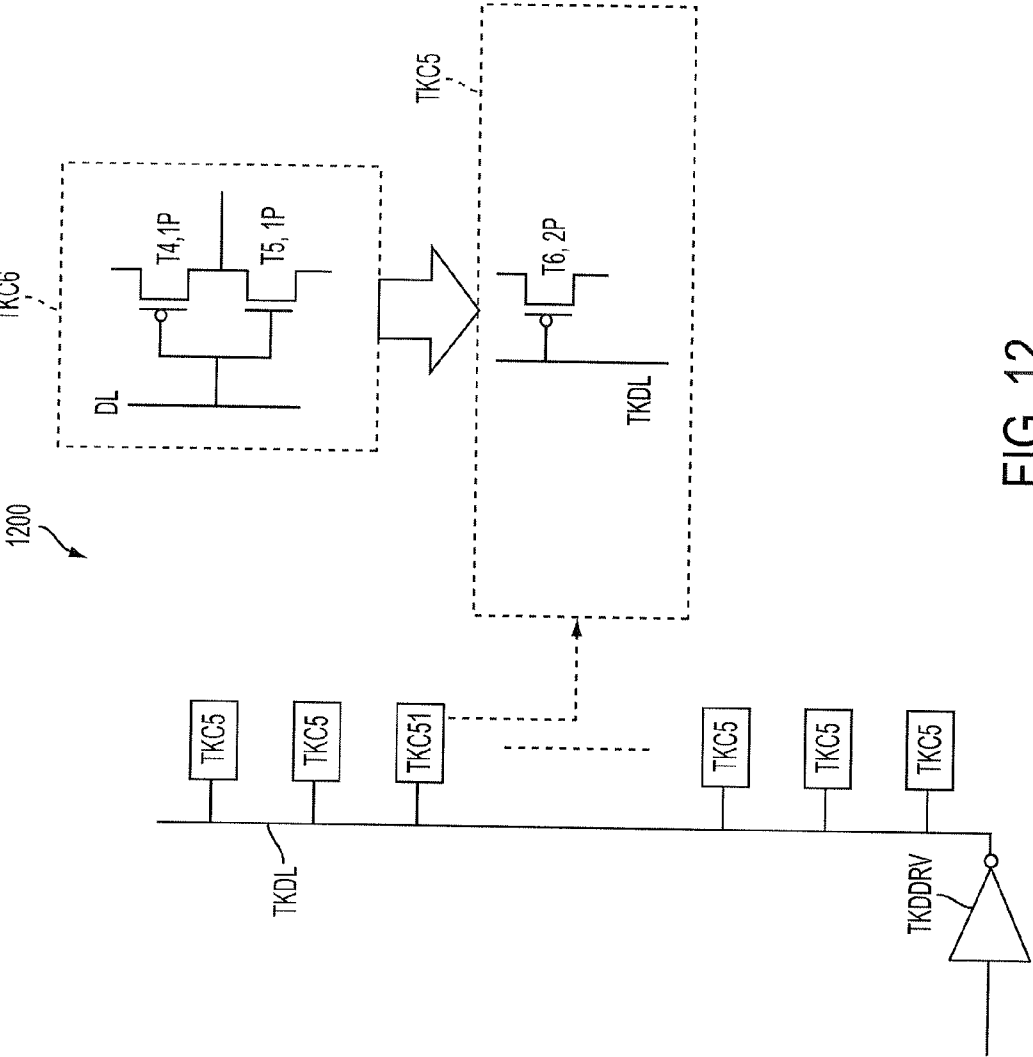 1200
TKC6
DL
T4,1P
T5, 1P
TKC5
T6, 2P
TKDL
TKC5
TKC5
TKC51
TKC5
TKC5
TKC5
TKDL
TKDDRV
FIG. 12